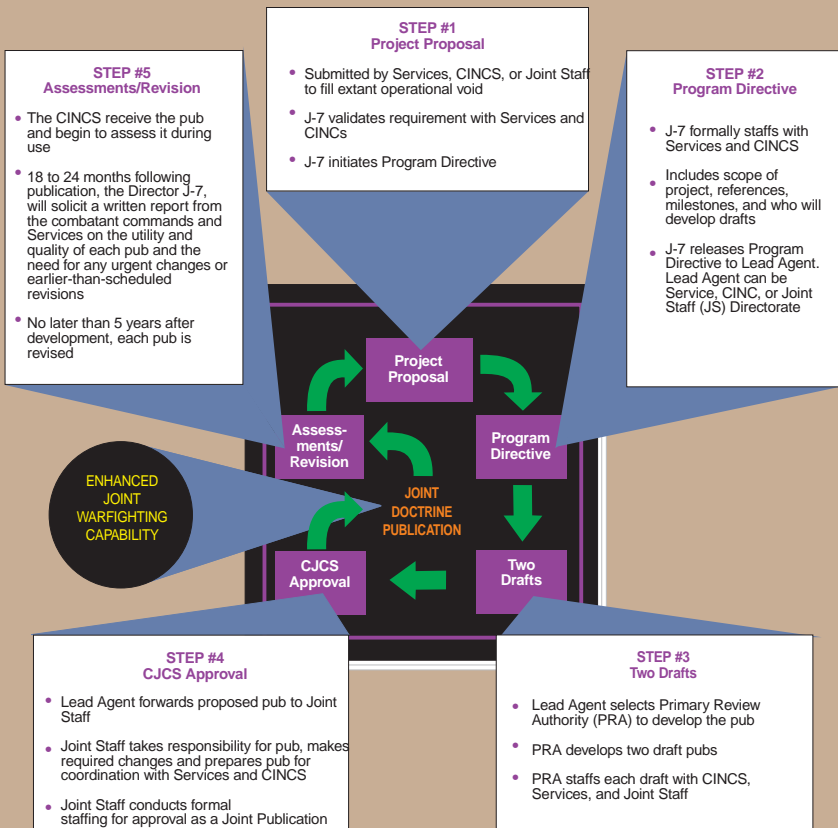 STEP #1
Project Proposal
• Submitted by Services, CINCS, or Joint Staff
to fill extant operational void
• J-7 validates requirement with Services and
CINCs
• J-7 initiates Program Directive
STEP #5
Assessments/Revision
• The CINCS receive the pub
and begin to assess it during
use
• 18 to 24 months following
publication, the Director J-7,
will solicit a written report from
the combatant commands and
Services on the utility and
quality of each pub and the
need for any urgent changes or
earlier-than-scheduled
revisions
• No later than 5 years after
development, each pub is
revised
STEP #2
Program Directive
• J-7 formally staffs with
Services and CINCS
• Includes scope of
project, references,
milestones, and who will
develop drafts
• J-7 releases Program
Directive to Lead Agent.
Lead Agent can be
Service, CINC, or Joint
Staff (JS) Directorate
Project
Proposal
Assess-
ments/
Revision
Program
Directive
ENHANCED
JOINT
WARFIGHTING
CAPABILITY
JOINT
DOCTRINE
PUBLICATION
CJCS
Approval
Two
Drafts
STEP #4
CJCS Approval
• Lead Agent forwards proposed pub to Joint
Staff
• Joint Staff takes responsibility for pub, makes
required changes and prepares pub for
coordination with Services and CINCS
• Joint Staff conducts formal
staffing for approval as a Joint Publication
STEP #3
Two Drafts
• Lead Agent selects Primary Review
Authority (PRA) to develop the pub
• PRA develops two draft pubs
• PRA staffs each draft with CINCS,
Services, and Joint Staff